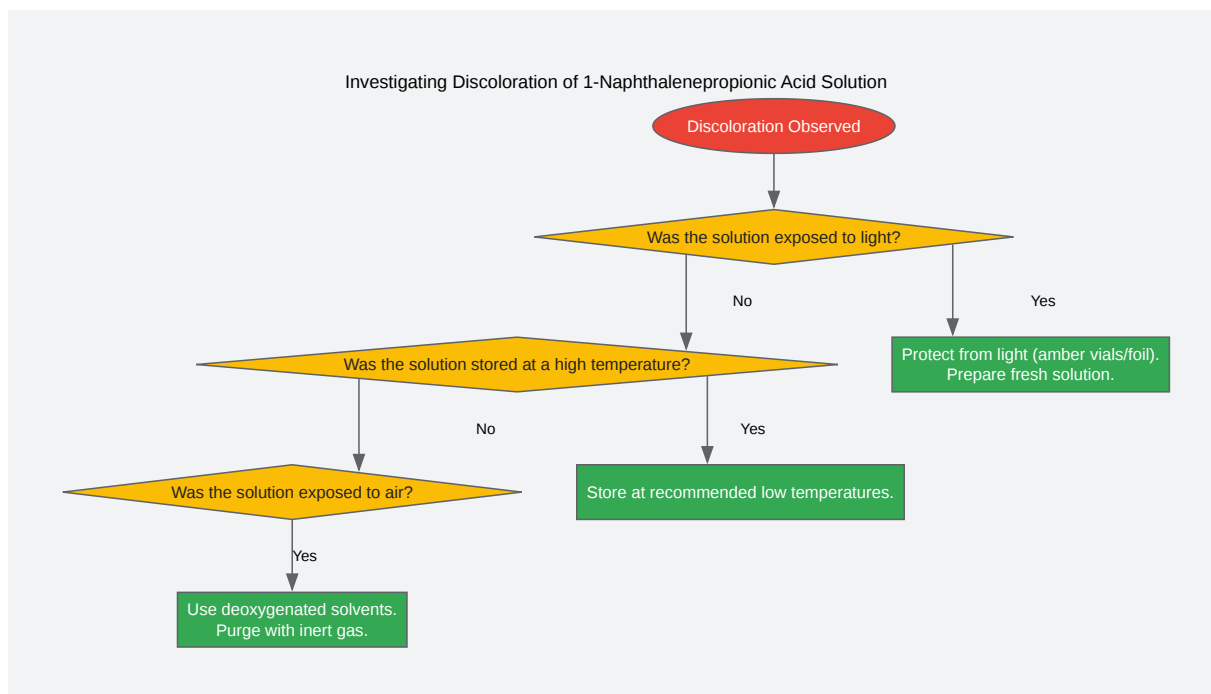 Investigating Discoloration of 1-Naphthalenepropionic Acid Solution
Discoloration Observed
Was the solution exposed to light?
No
Yes
Was the solution stored at a high temperature?
Protect from light (amber vials/foil).
Prepare fresh solution.
No
Yes
Was the solution exposed to air?
Store at recommended low temperatures.
Yes
Use deoxygenated solvents.
Purge with inert gas.